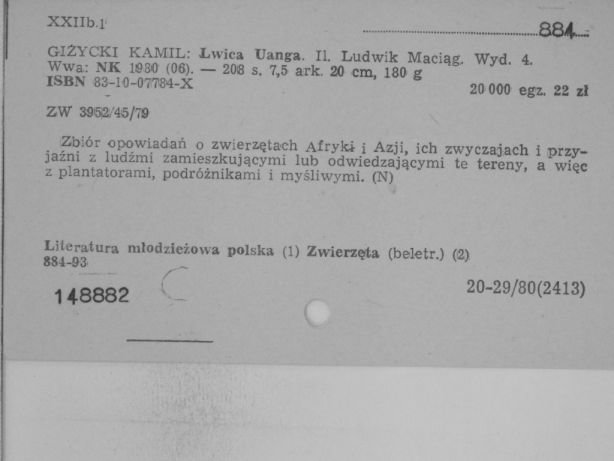 XXIIb.1
884
GIŻYCKI KAMIL: Lwica Uanga. Il. Ludwik Maciąg. Wyd. 4.
Wwa: NK 1980 (06). — 208 s. 7,5 ark. 20 cm, 180 g
ISBN 83-10-07784-X
20 000 egz. 22 zł
ZW 3952/45/79
Zbiór opowiadań o zwierzętach Afryki i Azji, ich zwyczajach i przy-
jaźni z ludźmi zamieszkującymi lub odwiedzającymi te tereny, a więc
z plantatorami, podróżnikami i myśliwymi. (N)
Literatura młodzieżowa polska (1) Zwierzęta (beletr.) (2)
884-93
148882
20-29/80(2413)